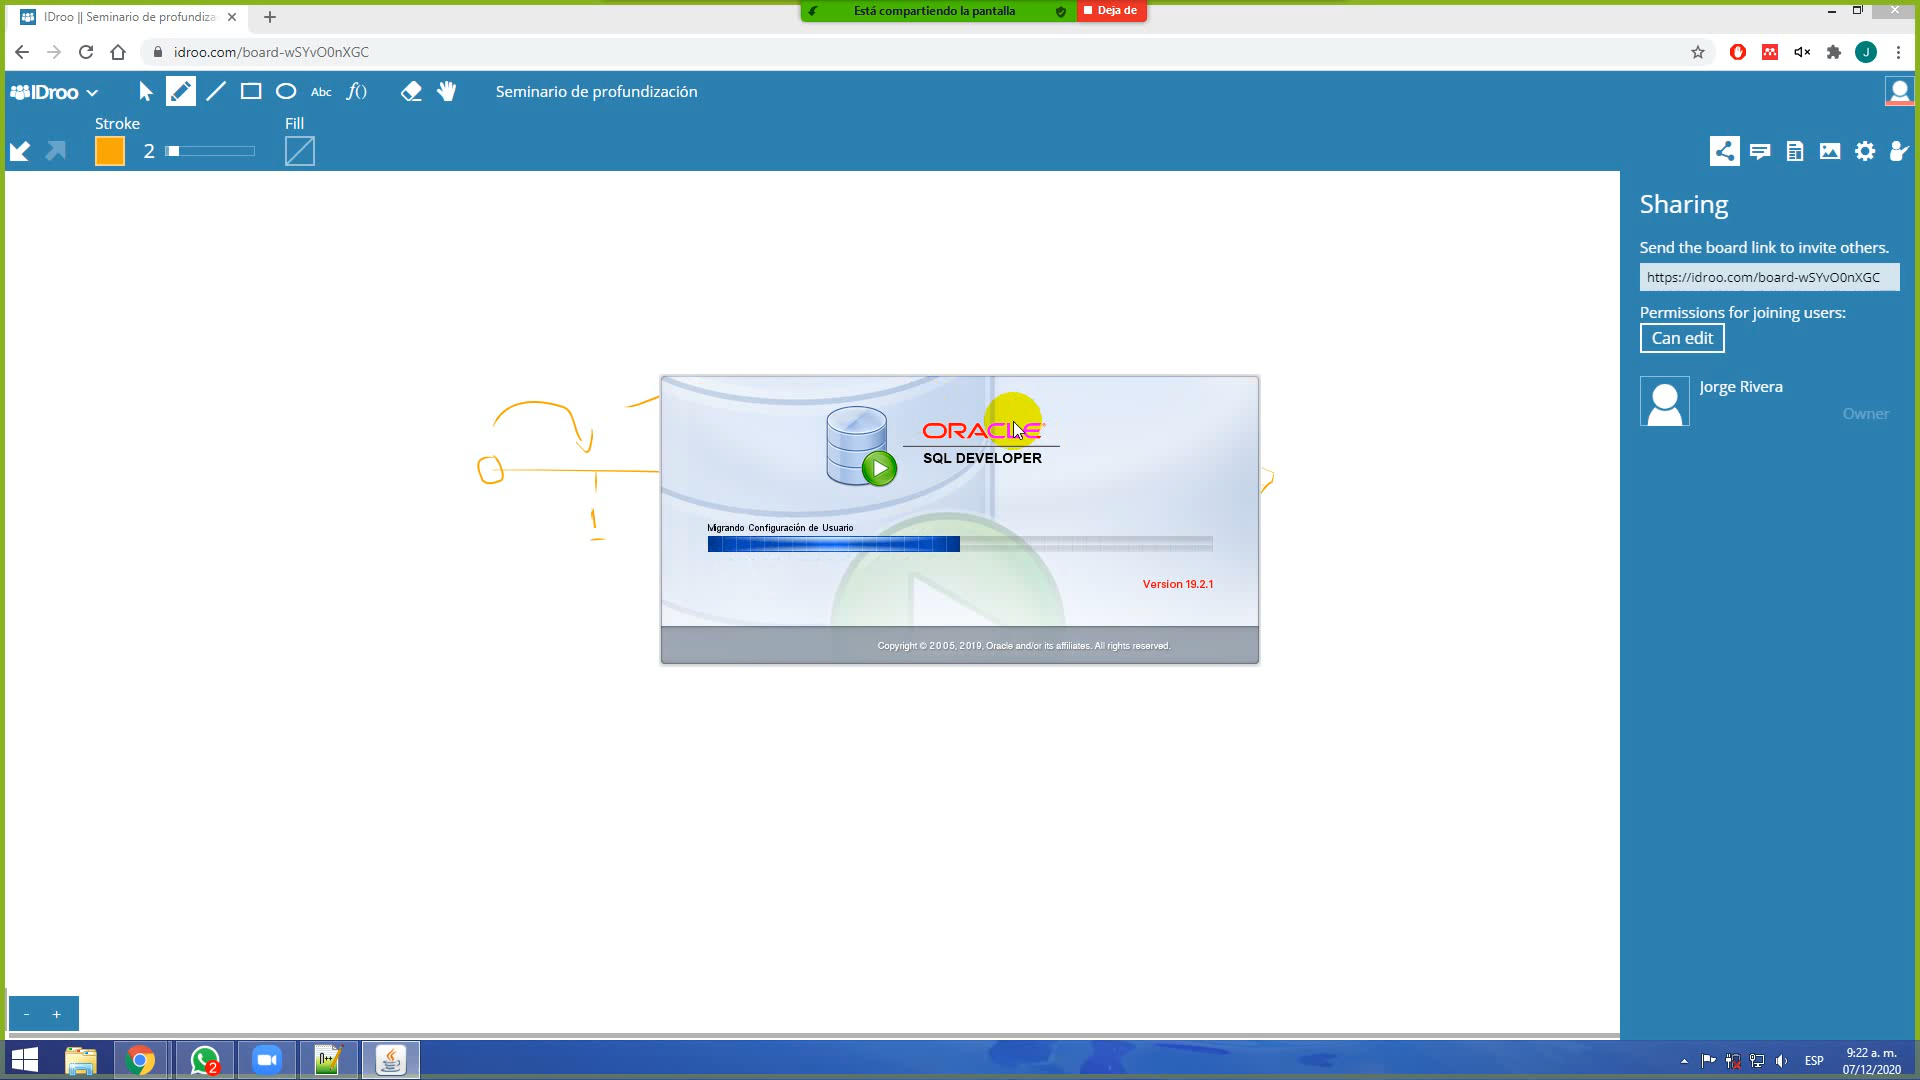 IDroo || Seminario de profundiza
Está compartiendo la pantalla
Deja de
idroo.com/board-wSYvO0nXGC
J
IDroo
Abc
f()
Seminario de profundización
Stroke
Fill
2
Sharing
Send the board link to invite others.
https://idroo.com/board-wSYvO0nXGC
Permissions for joining users:
Can edit
Jorge Rivera
Owner
ORACLE
SQL DEVELOPER
Migrando Configuración de Usuario
Version 19.2.1
Copyright © 2005, 2019, Oracle and/or its affiliates. All rights reserved.
- +
2
ESP
9:22 a. m.
07/12/2020